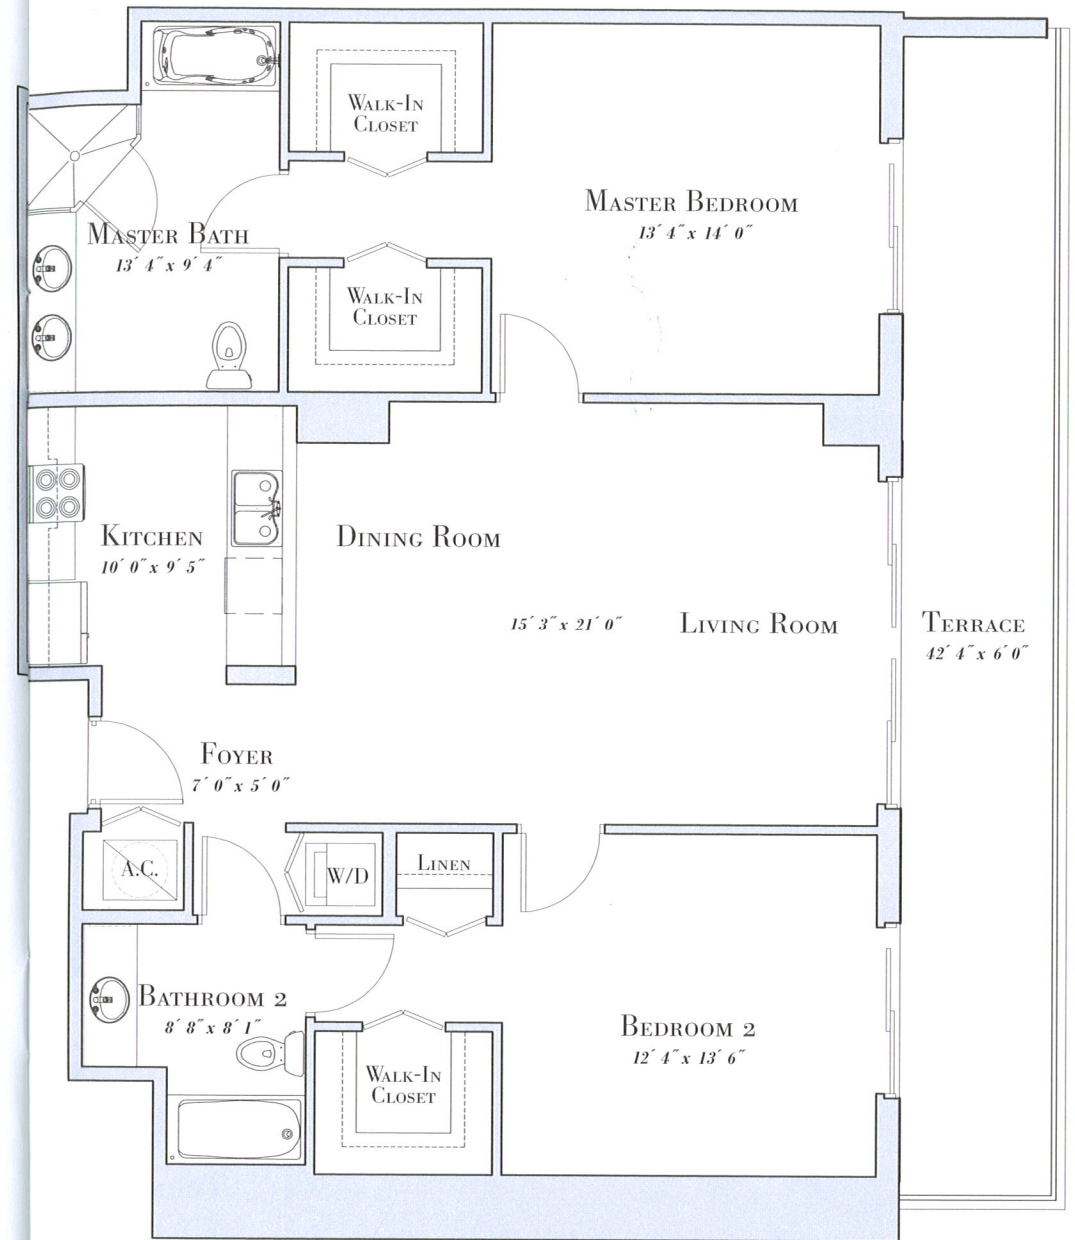 Walk-In
Closet
Master Bedroom
13´ 4˝ x 14´ 0˝
Master Bath
13´ 4˝ x 9´ 4˝
Walk-In
Closet
Kitchen
10´ 0˝ x 9´ 5˝
Dining Room
15´ 3˝ x 21´ 0˝
Living Room
Terrace
42´ 4˝ x 6´ 0˝
Foyer
7´ 0˝ x 5´ 0˝
A.C.
W/D
Linen
Bathroom 2
8´ 8˝ x 8´ 1˝
Bedroom 2
12´ 4˝ x 13´ 6˝
Walk-In
Closet